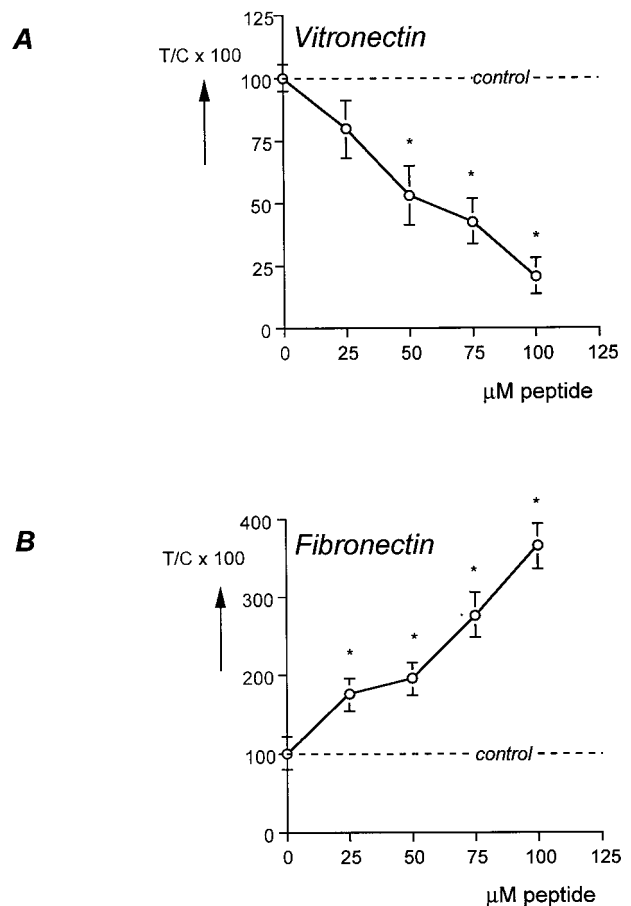 A
Vitronectin
T/C x 100
125
100
75
50
25
0
control
*
*
*
0 25 50 75 100 125
μM peptide
B
Fibronectin
T/C x 100
400
300
200
100
0
control
*
*
*
*
0 25 50 75 100 125
μM peptide